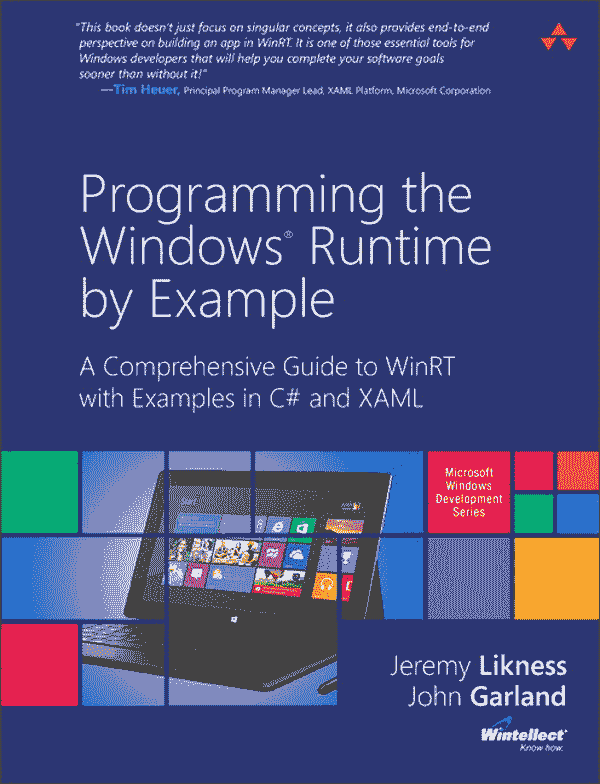 "This book doesn't just focus on singular concepts, it also provides end-to-end
perspective on building an app in WinRT. It is one of those essential tools for
Windows developers that will help you complete your software goals
sooner than without it!"
—Tim Heuer, Principal Program Manager Lead, XAML Platform, Microsoft Corporation
Programming the
Windows® Runtime
by Example
A Comprehensive Guide to WinRT
with Examples in C# and XAML
Microsoft
Windows
Development
Series
Jeremy Likness
John Garland
Wintellect®
Know how.